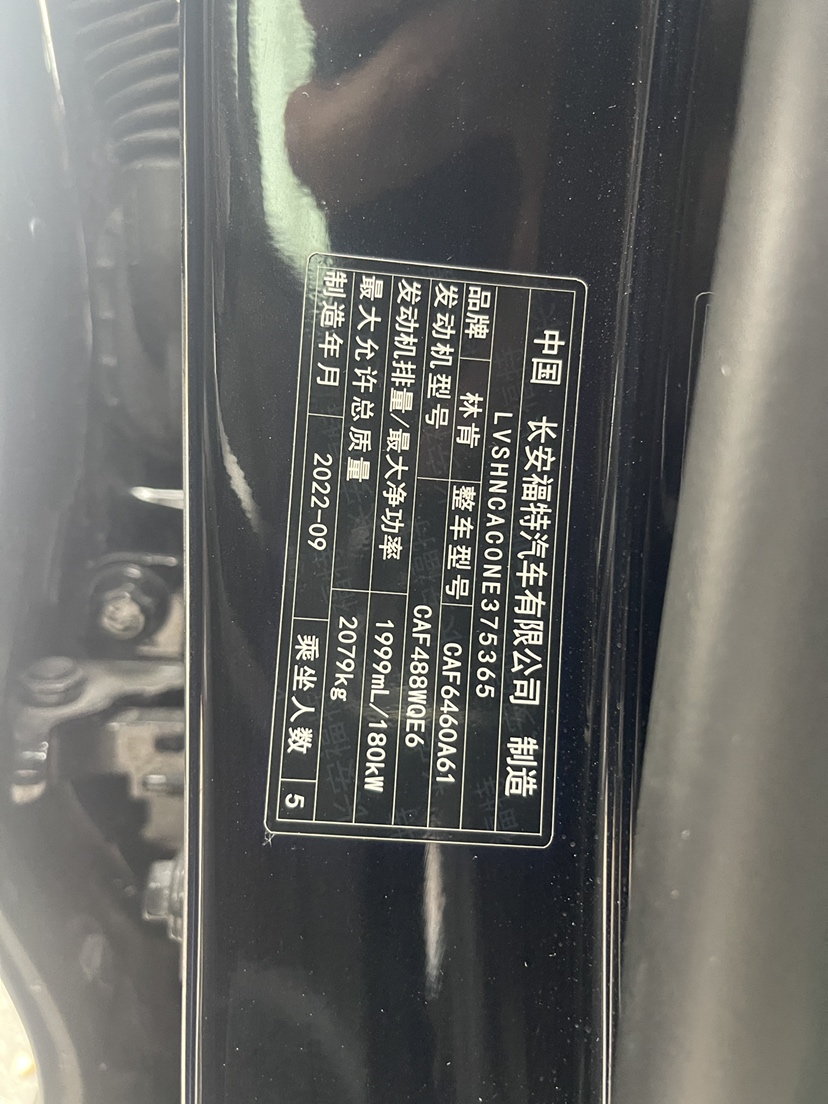 中国 长安福特汽车有限公司 制造
LVSHNCAC0NE375365
品牌 林肯 整车型号 CAF6460A61
发动机型号 CAF488WQE6
发动机排量/最大净功率 1999mL/180kW
最大允许总质量 2079kg
制造年月 2022-09 乘坐人数 5